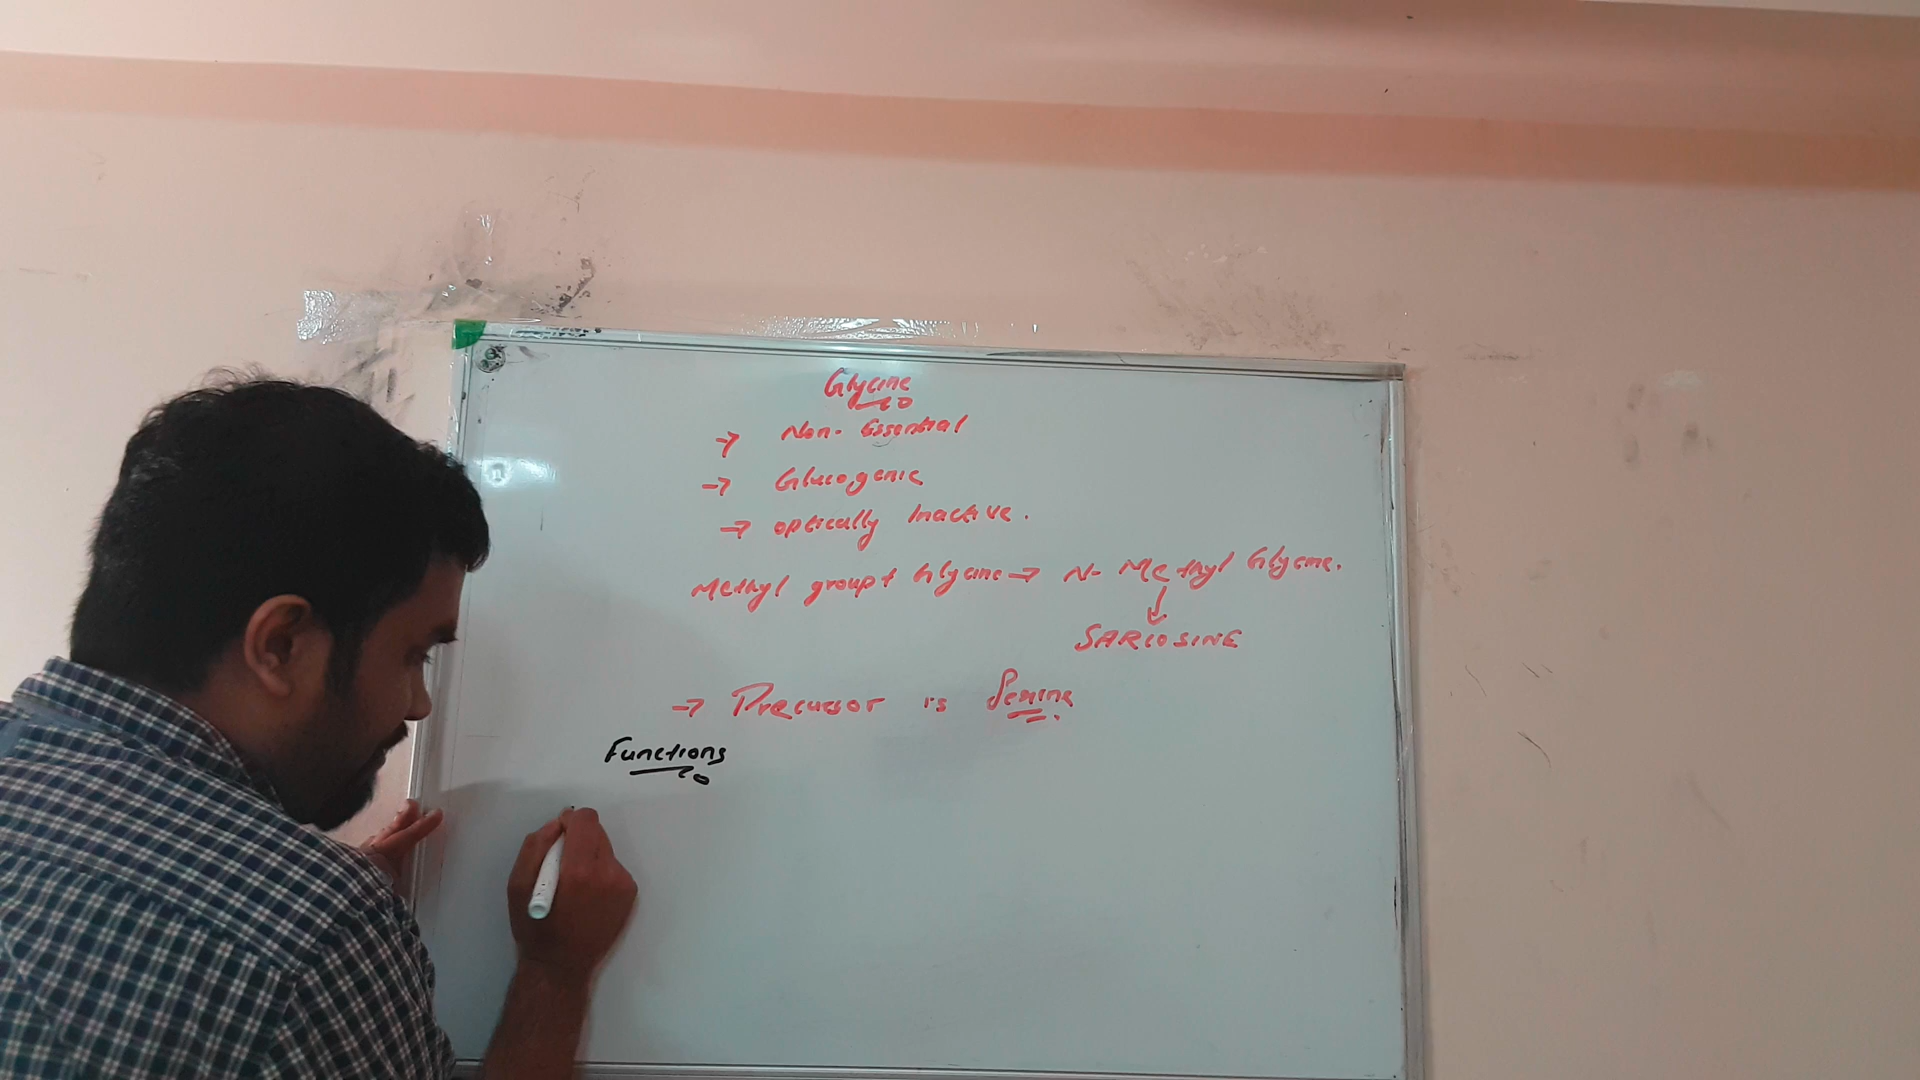 Glycine
→ Non-Essential
→ Glucogenic
→ optically Inactive.
Methyl group + Glycine → N-Methyl Glycine.
↓
SARCOSINE
→ Precursor is Serine.
Functions